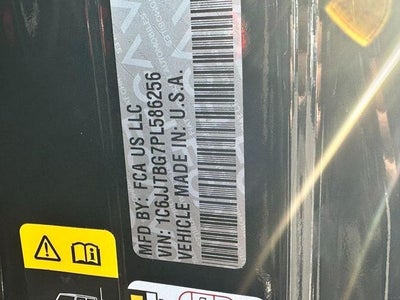 MFD BY: FCA US LLC
VIN: 1C6JJTBG7PL586256
VEHICLE MADE IN: U.S.A.